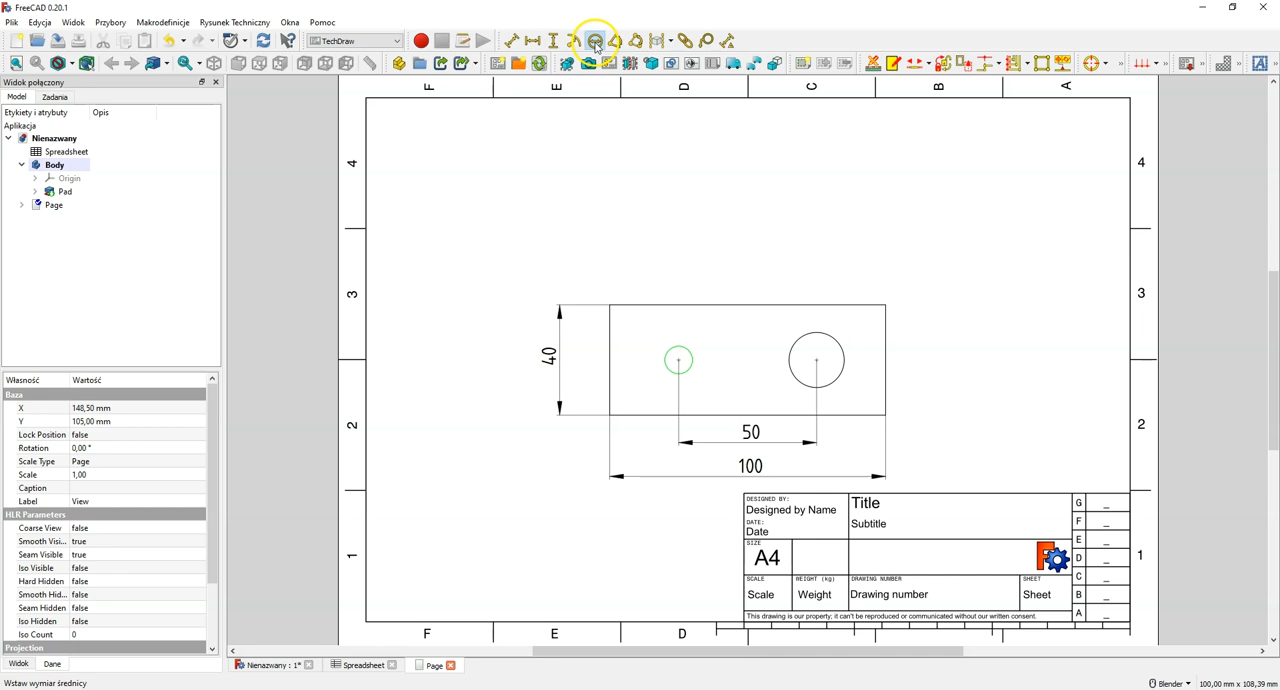 FreeCAD 0.20.1
Plik Edycja Widok Przybory Makrodefinicje Rysunek Techniczny Okna Pomoc
TechDraw
Widok połączony
Model Zadania
Etykiety i atrybuty Opis
Aplikacja
Nienazwany
Spreadsheet
Body
Origin
Pad
Page
Własność Wartość
Baza
X 148,50 mm
Y 105,00 mm
Lock Position false
Rotation 0,00 °
Scale Type Page
Scale 1,00
Caption
Label View
HLR Parameters
Coarse View false
Smooth Visi... true
Seam Visible true
Iso Visible false
Hard Hidden false
Smooth Hid... false
Seam Hidden false
Iso Hidden false
Iso Count 0
Projection
Widok Dane
F E D C B A
4 4
3 3
2 2
1 1
40
50
100
DESIGNED BY:
Designed by Name
DATE:
Date
SIZE
A4
SCALE
Scale
WEIGHT (kg)
Weight
Title
Subtitle
DRAWING NUMBER
Drawing number
SHEET
Sheet
G _
F _
E _
D _
C _
B _
A _
This drawing is our property; it can't be reproduced or communicated without our written consent.
F E D
Nienazwany : 1* Spreadsheet Page
Wstaw wymiar średnicy
Blender 100,00 mm x 108,39 mm